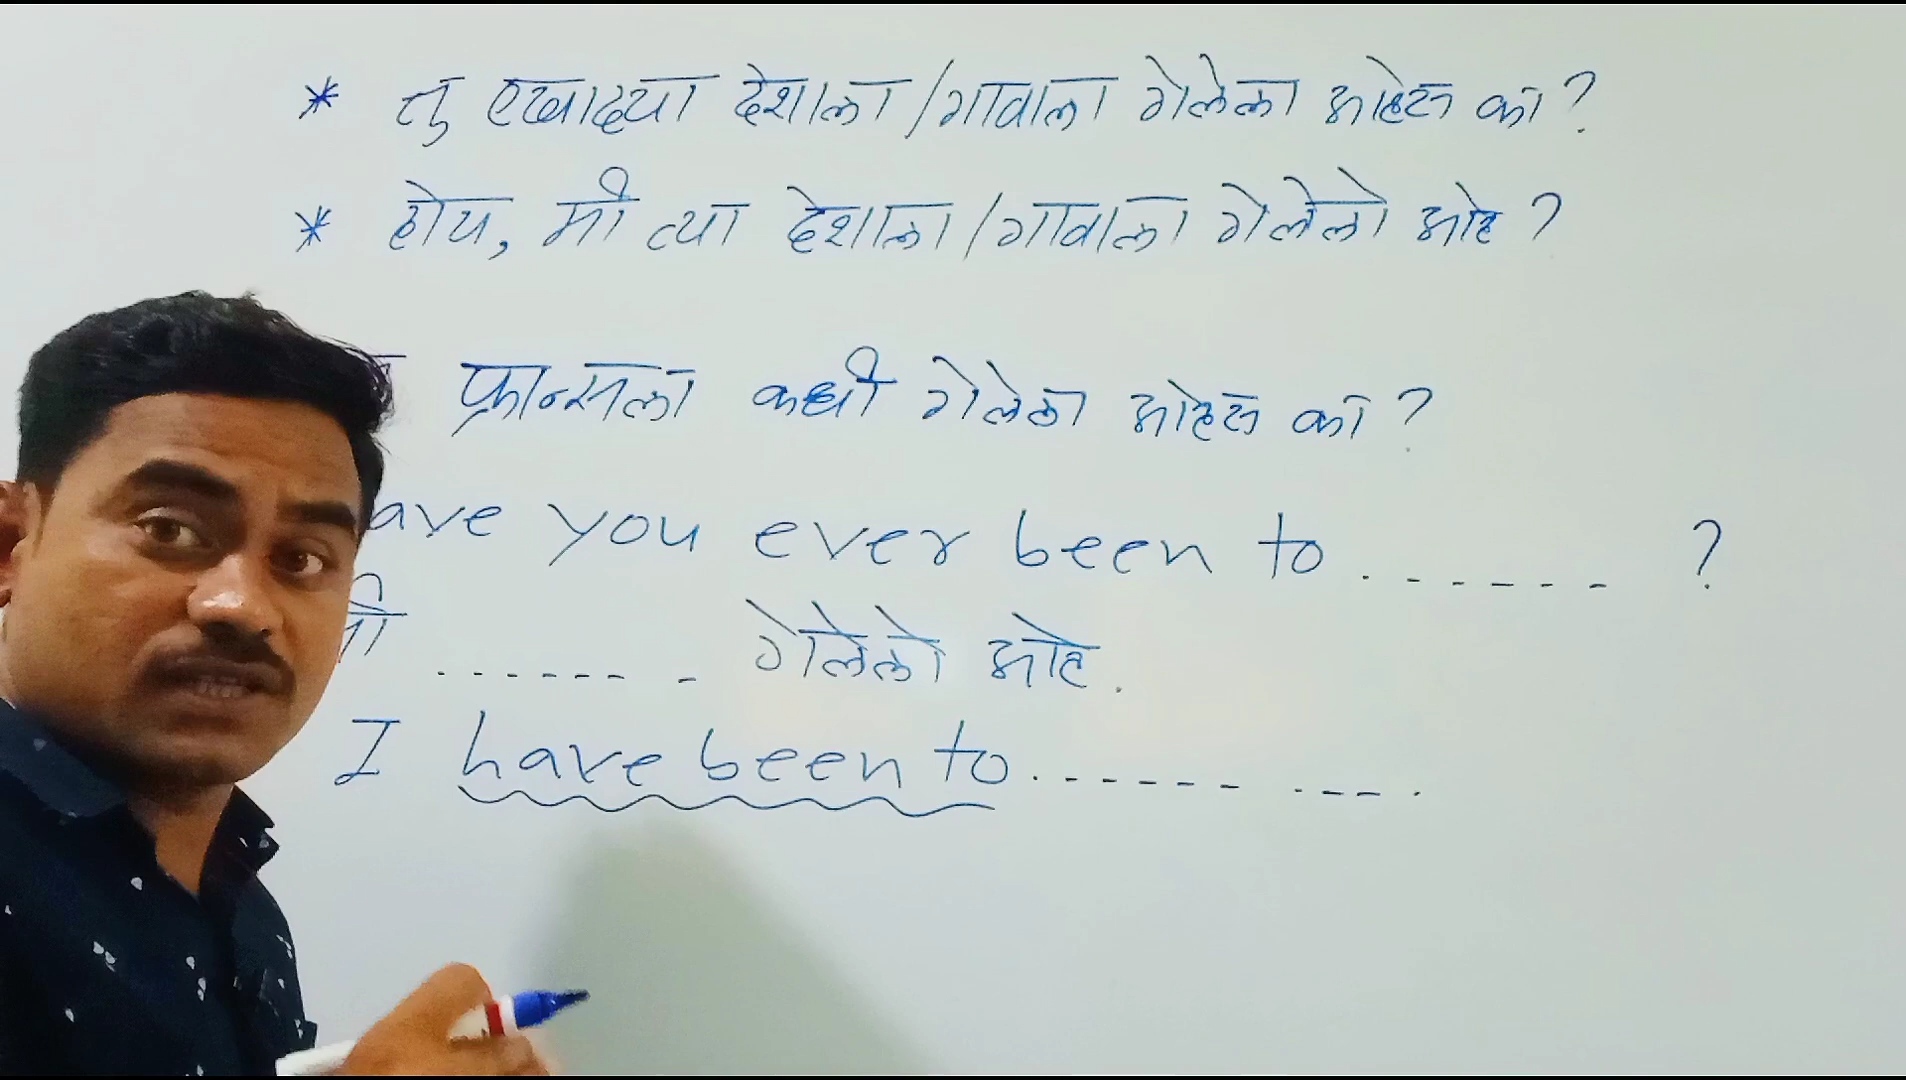 * तु एखाद्या देशाला/गावाला गेलेला आहेस का?
* होय, मी त्या देशाला/गावाला गेलेलो आहे?
फ्रान्सला कधी गेलेला आहेस का?
ave you ever been to . - - - - - ?
. - - - - - - गेलेलो आहे.
I have been to . - - - - - - - - .